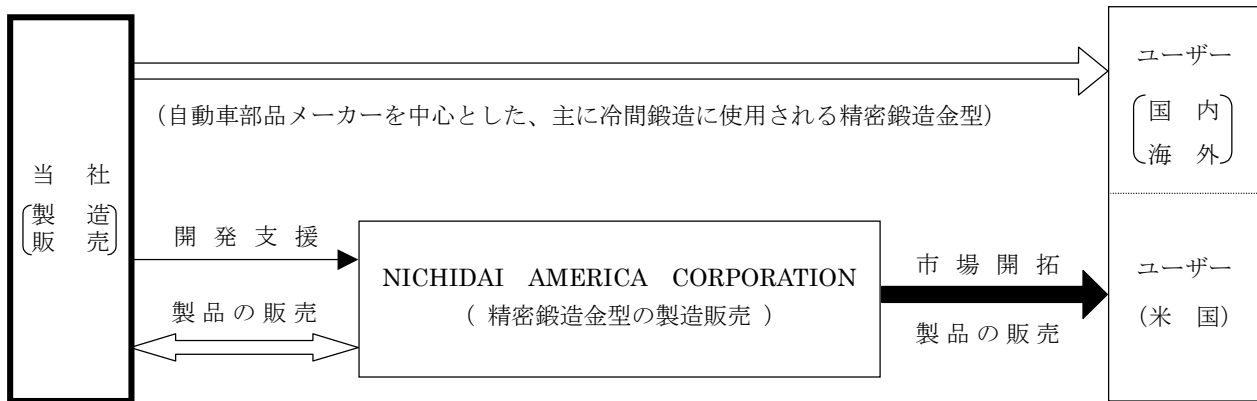 当社
製造
販売
(自動車部品メーカーを中心とした、主に冷間鍛造に使用される精密鍛造金型)
開発支援
製品の販売
NICHIDAI AMERICA CORPORATION
(精密鍛造金型の製造販売)
市場開拓
製品の販売
ユーザー
国内
海外
ユーザー
(米国)